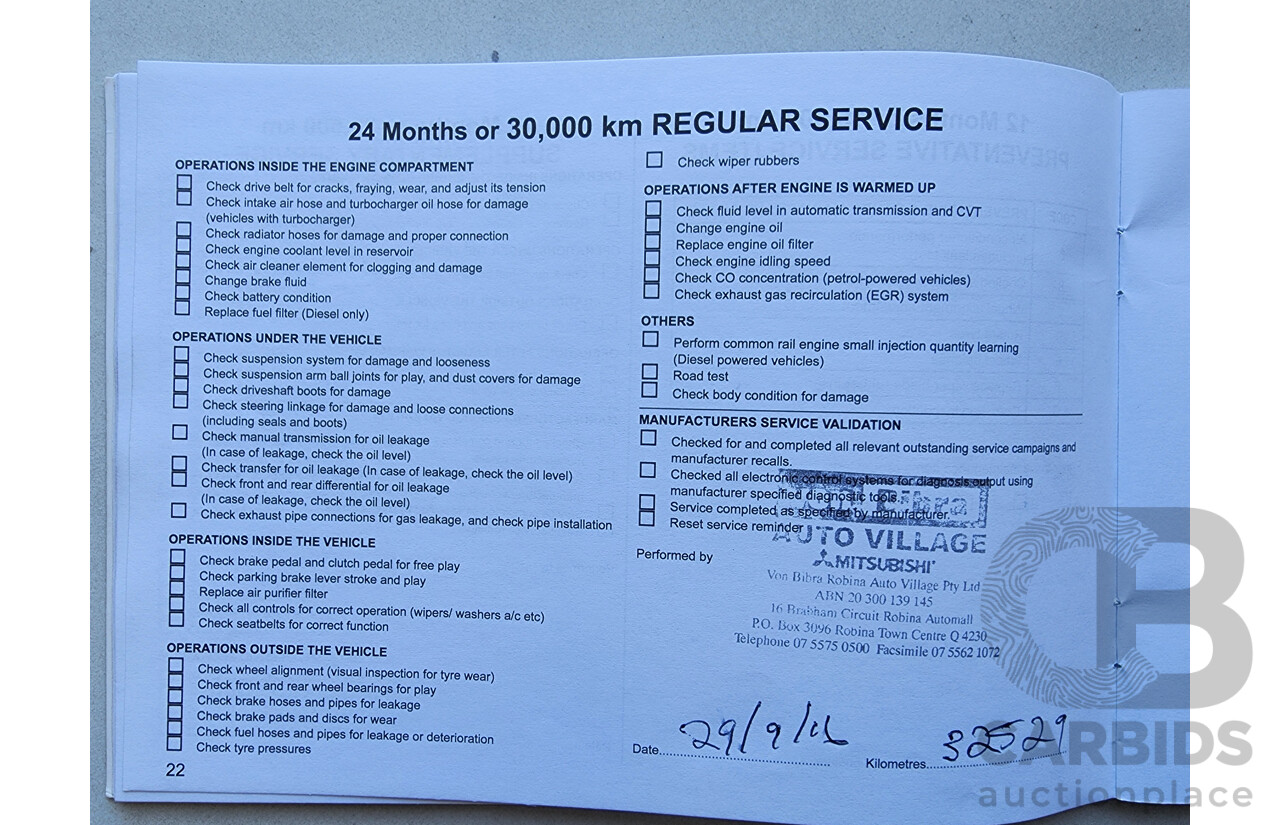 24 Months or 30,000 km REGULAR SERVICE
OPERATIONS INSIDE THE ENGINE COMPARTMENT
Check drive belt for cracks, fraying, wear, and adjust its tension
Check intake air hose and turbocharger oil hose for damage
(vehicles with turbocharger)
Check radiator hoses for damage and proper connection
Check engine coolant level in reservoir
Check air cleaner element for clogging and damage
Change brake fluid
Check battery condition
Replace fuel filter (Diesel only)
OPERATIONS UNDER THE VEHICLE
Check suspension system for damage and looseness
Check suspension arm ball joints for play, and dust covers for damage
Check driveshaft boots for damage
Check steering linkage for damage and loose connections
(including seals and boots)
Check manual transmission for oil leakage
(In case of leakage, check the oil level)
Check transfer for oil leakage (In case of leakage, check the oil level)
Check front and rear differential for oil leakage
(In case of leakage, check the oil level)
Check exhaust pipe connections for gas leakage, and check pipe installation
OPERATIONS INSIDE THE VEHICLE
Check brake pedal and clutch pedal for free play
Check parking brake lever stroke and play
Replace air purifier filter
Check all controls for correct operation (wipers/ washers a/c etc)
Check seatbelts for correct function
OPERATIONS OUTSIDE THE VEHICLE
Check wheel alignment (visual inspection for tyre wear)
Check front and rear wheel bearings for play
Check brake hoses and pipes for leakage
Check brake pads and discs for wear
Check fuel hoses and pipes for leakage or deterioration
Check tyre pressures
22
Check wiper rubbers
OPERATIONS AFTER ENGINE IS WARMED UP
Check fluid level in automatic transmission and CVT
Change engine oil
Replace engine oil filter
Check engine idling speed
Check CO concentration (petrol-powered vehicles)
Check exhaust gas recirculation (EGR) system
OTHERS
Perform common rail engine small injection quantity learning
(Diesel powered vehicles)
Road test
Check body condition for damage
MANUFACTURERS SERVICE VALIDATION
Checked for and completed all relevant outstanding service campaigns and
manufacturer recalls.
Checked all electronic control systems for diagnosis output using
manufacturer specified diagnostic tools.
Service completed as specified by manufacturer.
Reset service reminder
Performed by
Bibra
AUTO VILLAGE
MITSUBISHI
Von Bibra Robina Auto Village Pty Ltd
ABN 20 300 139 145
16 Brabham Circuit Robina Automall
P.O. Box 3096 Robina Town Centre Q 4230
Telephone 07 5575 0500 Facsimile 07 5562 1072
Date 29/9/
Kilometres 32529
CARBIDS
auctionplace